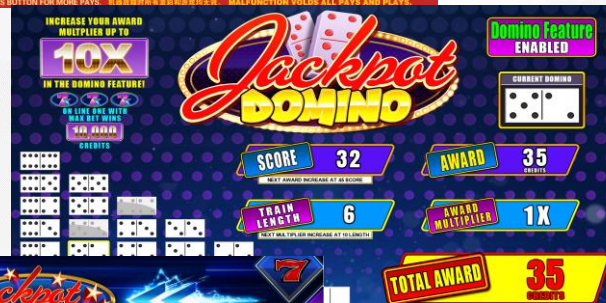 S BUTTON FOR MORE PAYS.
MALFUNCTION VOIDS ALL PAYS AND PLAYS.
INCREASE YOUR AWARD
MULTPLIER UP TO
10X
IN THE DOMINO FEATURE!
ON LINE ONE WITH
MAX BET WINS
10,000
CREDITS
Jackpot
DOMINO
Domino Feature
ENABLED
CURRENT DOMINO
SCORE 32
NEXT AWARD INCREASE AT 45 SCORE
AWARD 35
CREDITS
TRAIN
LENGTH 6
NEXT MULTIPLIER INCREASE AT 10 LENGTH
AWARD
MULTIPLIER 1X
ckpot
7
TOTAL AWARD 35
CREDITS